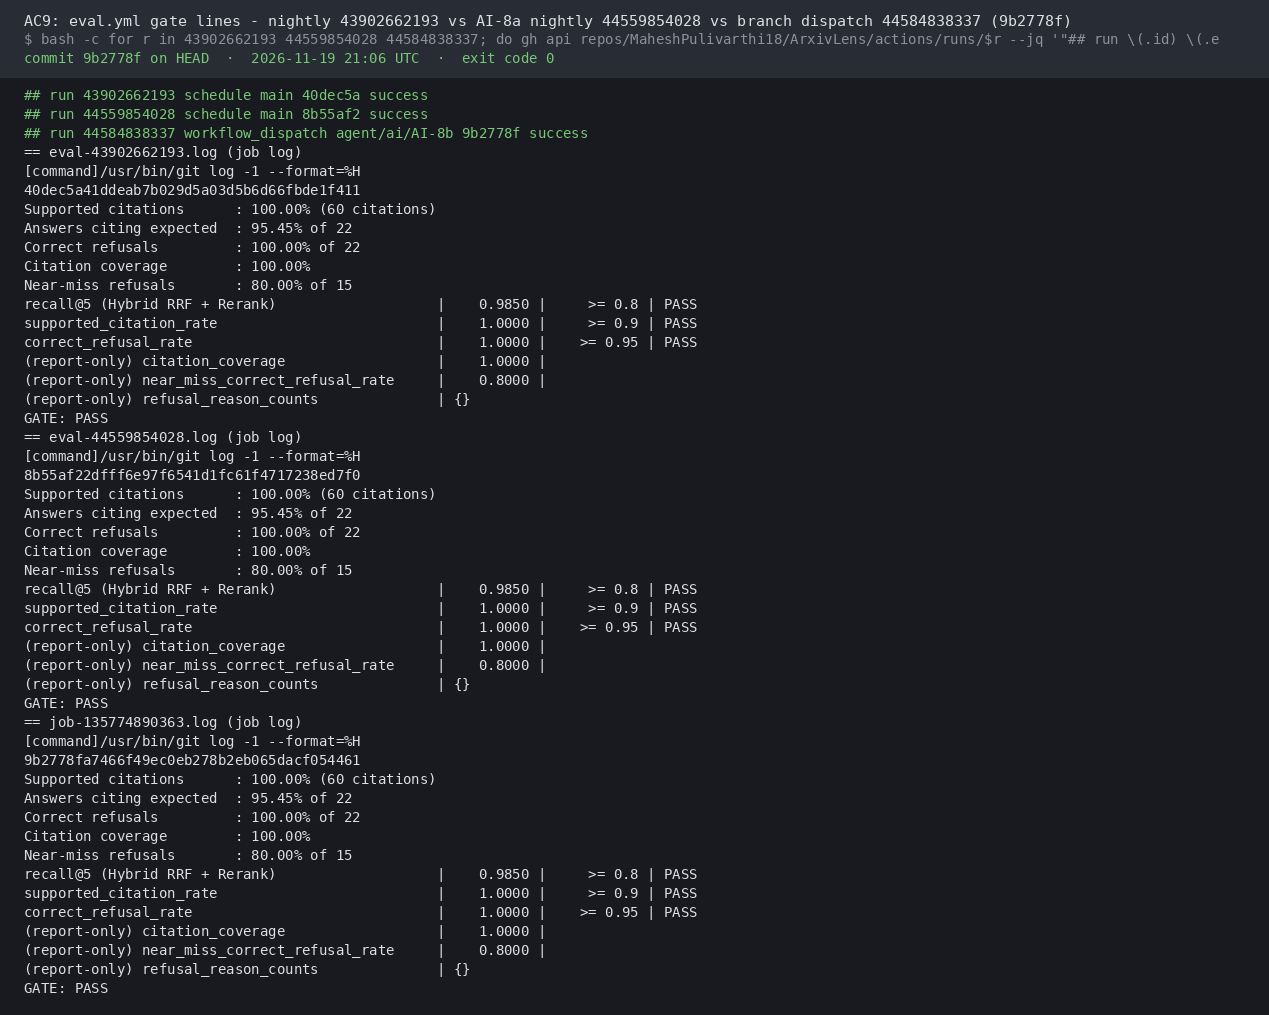 AC9: eval.yml gate lines - nightly 43902662193 vs AI-8a nightly 44559854028 vs branch dispatch 44584838337 (9b2778f)
$ bash -c for r in 43902662193 44559854028 44584838337; do gh api repos/MaheshPulivarthi18/ArxivLens/actions/runs/$r --jq '"## run \(.id) \(.e
commit 9b2778f on HEAD  ·  2026-11-19 21:06 UTC  ·  exit code 0
## run 43902662193 schedule main 40dec5a success
## run 44559854028 schedule main 8b55af2 success
## run 44584838337 workflow_dispatch agent/ai/AI-8b 9b2778f success
== eval-43902662193.log (job log)
[command]/usr/bin/git log -1 --format=%H
40dec5a41ddeab7b029d5a03d5b6d66fbde1f411
Supported citations      : 100.00% (60 citations)
Answers citing expected  : 95.45% of 22
Correct refusals         : 100.00% of 22
Citation coverage        : 100.00%
Near-miss refusals       : 80.00% of 15
recall@5 (Hybrid RRF + Rerank)                   |    0.9850 |     >= 0.8 | PASS
supported_citation_rate                          |    1.0000 |     >= 0.9 | PASS
correct_refusal_rate                             |    1.0000 |    >= 0.95 | PASS
(report-only) citation_coverage                  |    1.0000 |
(report-only) near_miss_correct_refusal_rate     |    0.8000 |
(report-only) refusal_reason_counts              | {}
GATE: PASS
== eval-44559854028.log (job log)
[command]/usr/bin/git log -1 --format=%H
8b55af22dfff6e97f6541d1fc61f4717238ed7f0
Supported citations      : 100.00% (60 citations)
Answers citing expected  : 95.45% of 22
Correct refusals         : 100.00% of 22
Citation coverage        : 100.00%
Near-miss refusals       : 80.00% of 15
recall@5 (Hybrid RRF + Rerank)                   |    0.9850 |     >= 0.8 | PASS
supported_citation_rate                          |    1.0000 |     >= 0.9 | PASS
correct_refusal_rate                             |    1.0000 |    >= 0.95 | PASS
(report-only) citation_coverage                  |    1.0000 |
(report-only) near_miss_correct_refusal_rate     |    0.8000 |
(report-only) refusal_reason_counts              | {}
GATE: PASS
== job-135774890363.log (job log)
[command]/usr/bin/git log -1 --format=%H
9b2778fa7466f49ec0eb278b2eb065dacf054461
Supported citations      : 100.00% (60 citations)
Answers citing expected  : 95.45% of 22
Correct refusals         : 100.00% of 22
Citation coverage        : 100.00%
Near-miss refusals       : 80.00% of 15
recall@5 (Hybrid RRF + Rerank)                   |    0.9850 |     >= 0.8 | PASS
supported_citation_rate                          |    1.0000 |     >= 0.9 | PASS
correct_refusal_rate                             |    1.0000 |    >= 0.95 | PASS
(report-only) citation_coverage                  |    1.0000 |
(report-only) near_miss_correct_refusal_rate     |    0.8000 |
(report-only) refusal_reason_counts              | {}
GATE: PASS